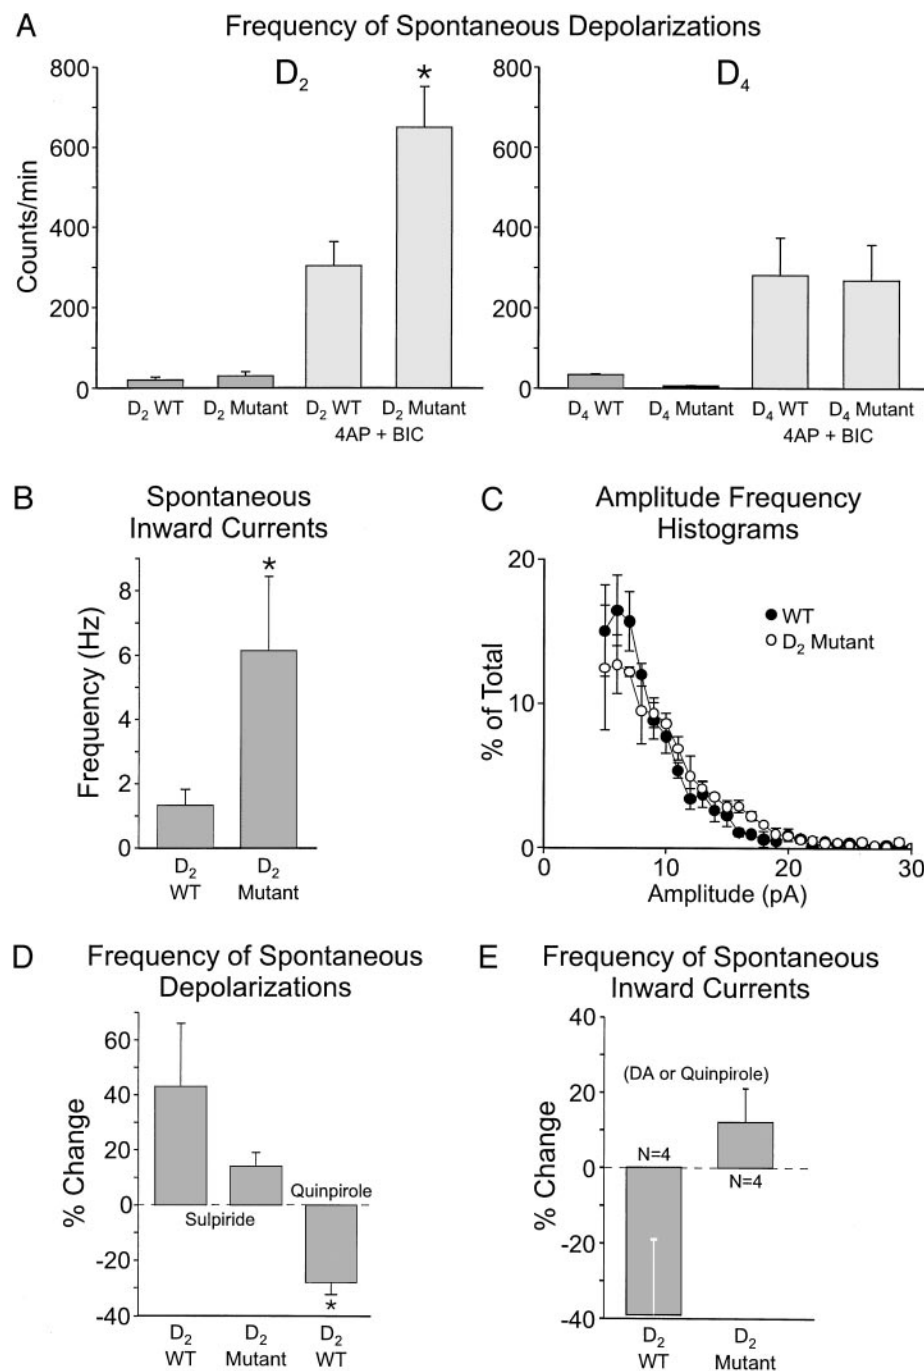 A
Frequency of Spontaneous Depolarizations
D2
D4
800
600
400
200
0
Counts/min
*
D2 WT
D2 Mutant
D2 WT
D2 Mutant
4AP + BIC
800
600
400
200
0
D4 WT
D4 Mutant
D4 WT
D4 Mutant
4AP + BIC
B
Spontaneous
Inward Currents
Frequency (Hz)
8
6
4
2
0
*
D2
WT
D2
Mutant
C
Amplitude Frequency
Histograms
% of Total
20
10
0
WT
D2 Mutant
0
10
20
30
Amplitude (pA)
D
Frequency of Spontaneous
Depolarizations
% Change
60
40
20
0
-20
-40
Sulpiride
Quinpirole
*
D2
WT
D2
Mutant
D2
WT
E
Frequency of Spontaneous
Inward Currents
% Change
40
20
0
-20
-40
(DA or Quinpirole)
N=4
N=4
D2
WT
D2
Mutant